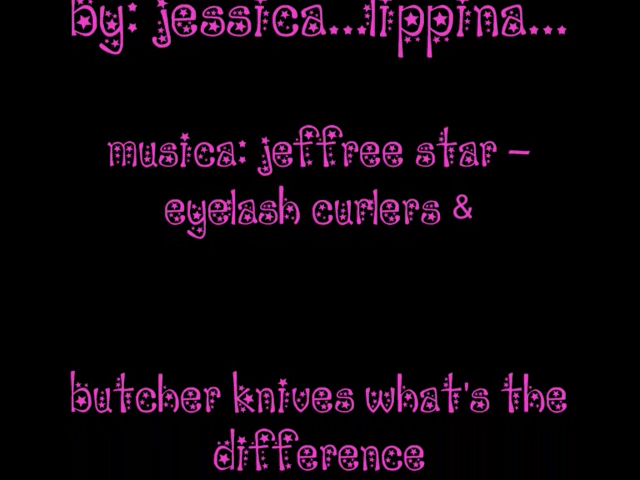 by: jessica...lippina...
musica: jeffree star –
eyelash curlers &
butcher knives what's the
difference